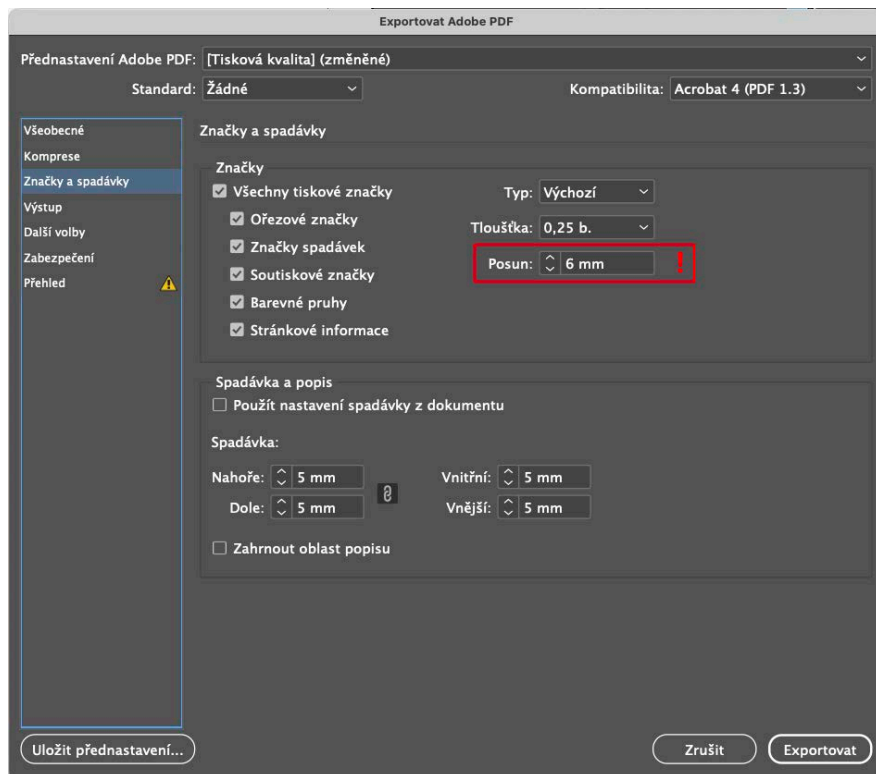 Exportovat Adobe PDF
Přednastavení Adobe PDF: [Tisková kvalita] (změněné)
Standard: Žádné Kompatibilita: Acrobat 4 (PDF 1.3)
Všeobecné
Komprese
Značky a spadávky
Výstup
Další volby
Zabezpečení
Přehled
Značky a spadávky
Značky
Všechny tiskové značky
Ořezové značky
Značky spadávek
Soutiskové značky
Barevné pruhy
Stránkové informace
Typ: Výchozí
Tloušťka: 0,25 b.
Posun: 6 mm !
Spadávka a popis
Použít nastavení spadávky z dokumentu
Spadávka:
Nahoře: 5 mm Vnitřní: 5 mm
Dole: 5 mm Vnější: 5 mm
Zahrnout oblast popisu
Uložit přednastavení... Zrušit Exportovat